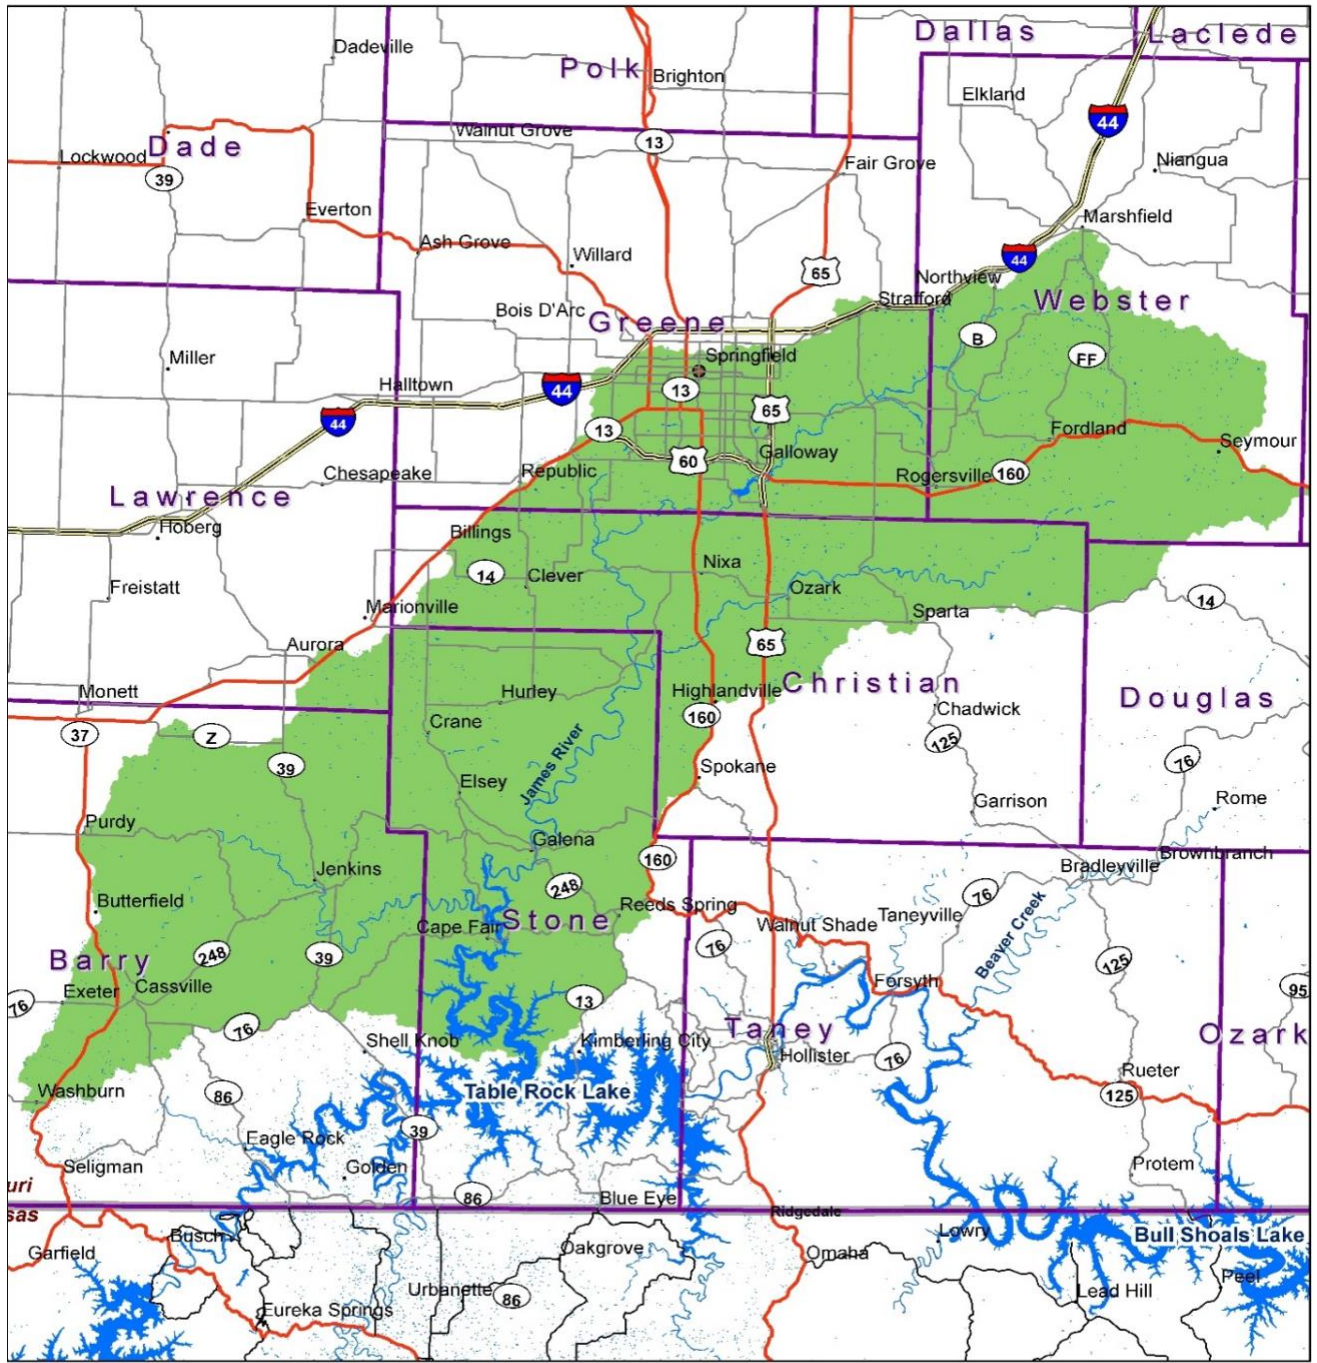 Dallas
Laclede
Dadeville
Polk
Brighton
Elkland
44
Walnut Grove
13
Dade
Lockwood
39
Fair Grove
Niangua
Everton
Marshfield
Ash Grove
Willard
44
65
Northview
Stratford
Webster
Bois D'Arc
Greene
B
FF
Miller
Springfield
Halltown
44
13
44
65
13
Fordland
Seymour
60
Galloway
Chesapeake
Republic
Rogersville
160
Lawrence
Hoberg
Billings
Nixa
14
Clever
Freistatt
Ozark
14
Marionville
Sparta
Aurora
65
Monett
Hurley
Highlandville
Christian
Douglas
Crane
160
Chadwick
37
Z
125
39
James River
76
Spokane
Elsey
Garrison
Rome
Purdy
Galena
160
Brownbranch
Jenkins
Bradleyville
248
76
Butterfield
Reeds Spring
Taneyville
Cape Fair
Stone
Walnut Shade
76
Beaver Creek
248
39
Barry
125
Cassville
Exeter
Forsyth
76
13
95
76
Taney
Ozark
Shell Knob
Kimberling City
Hollister
76
Rueter
Washburn
86
Table Rock Lake
125
39
Eagle Rock
Golden
Seligman
Protem
uri
86
Blue Eye
sas
Ridgedale
Busch
Lowry
Bull Shoals Lake
Garfield
Oakgrove
Omaha
Peel
Urbanette
86
Lead Hill
Eureka Springs